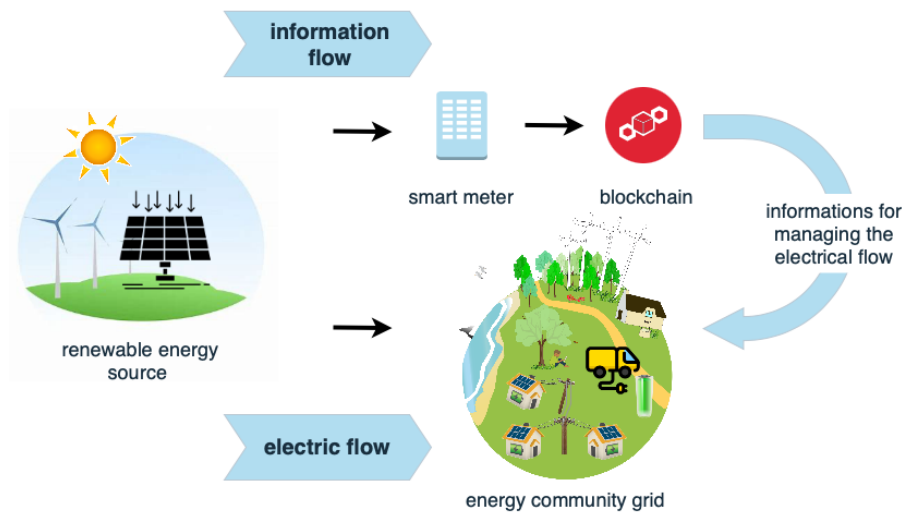 information
flow
smart meter
blockchain
informations for
managing the
electrical flow
renewable energy
source
electric flow
energy community grid